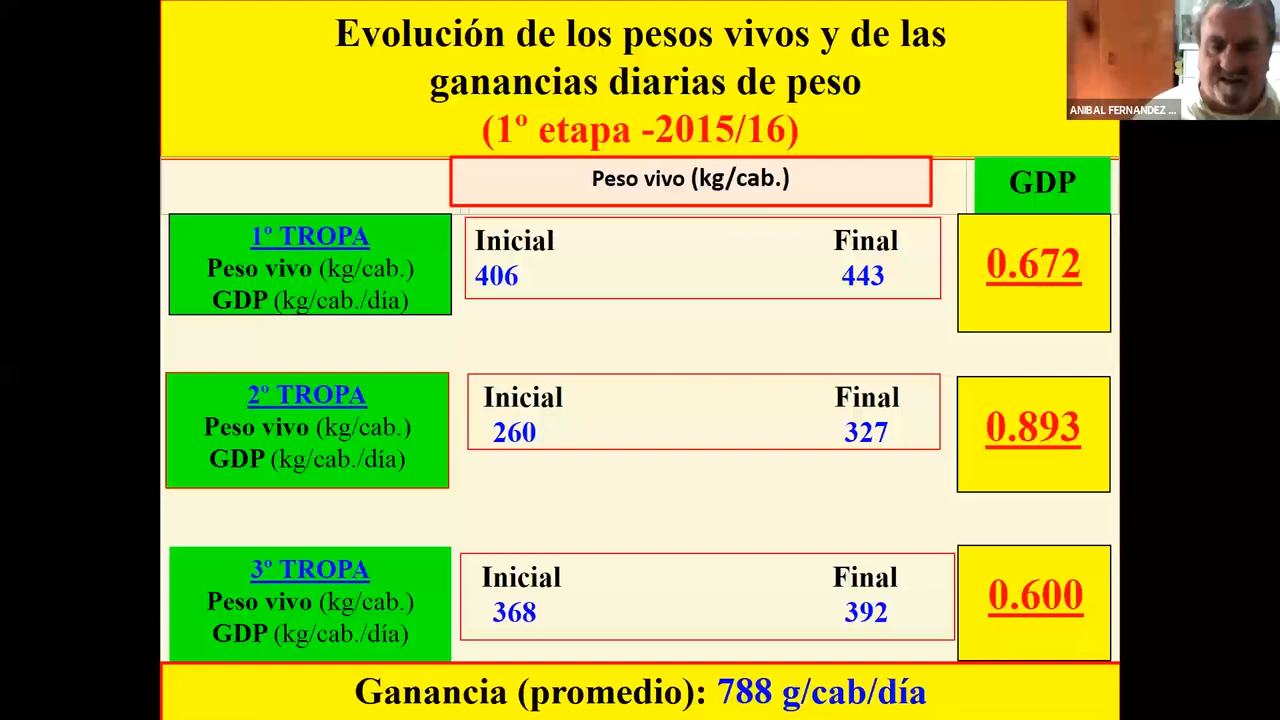 Evolución de los pesos vivos y de las
ganancias diarias de peso
(1º etapa -2015/16)
ANIBAL FERNANDEZ ...
Peso vivo (kg/cab.)
GDP
1º TROPA
Peso vivo (kg/cab.)
GDP (kg/cab./día)
Inicial
Final
406
443
0.672
2º TROPA
Peso vivo (kg/cab.)
GDP (kg/cab./día)
Inicial
Final
260
327
0.893
3º TROPA
Peso vivo (kg/cab.)
GDP (kg/cab./día)
Inicial
Final
368
392
0.600
Ganancia (promedio): 788 g/cab/día